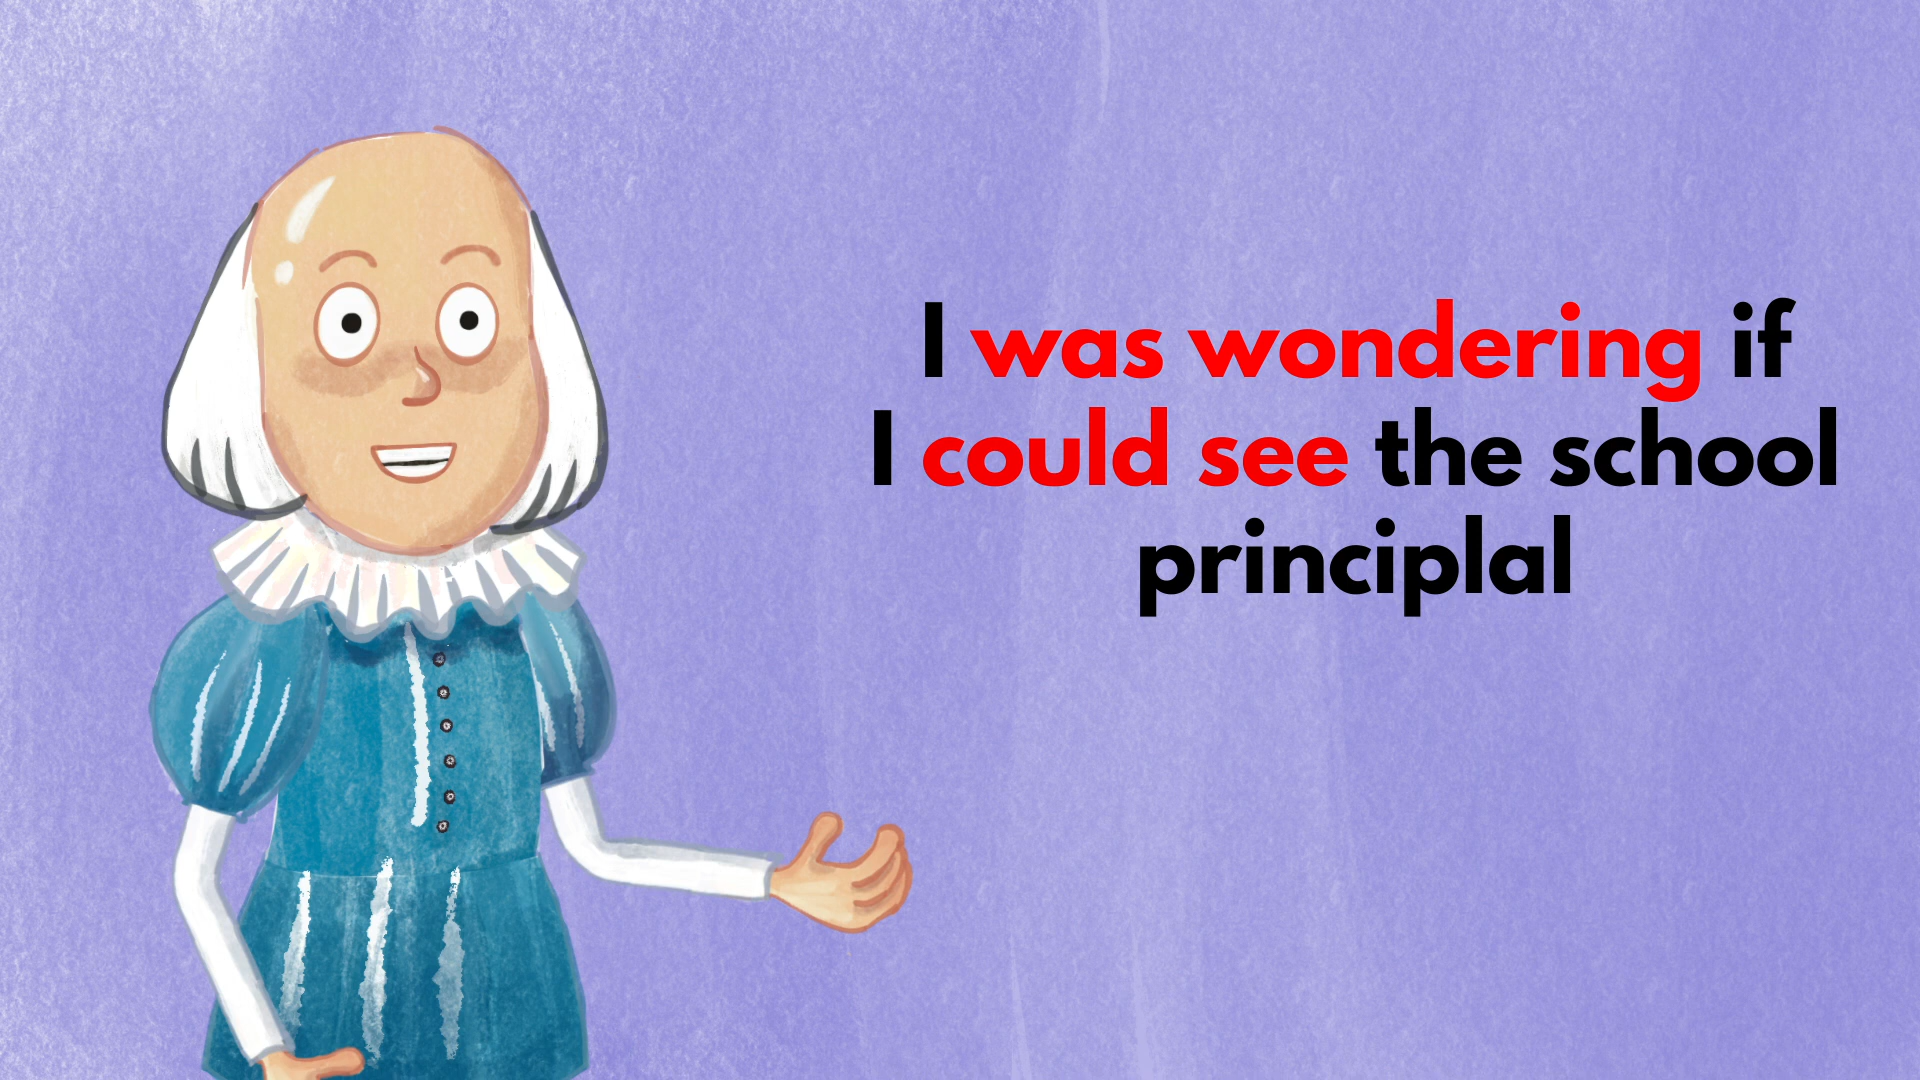 I was wondering if
I could see the school
principlal